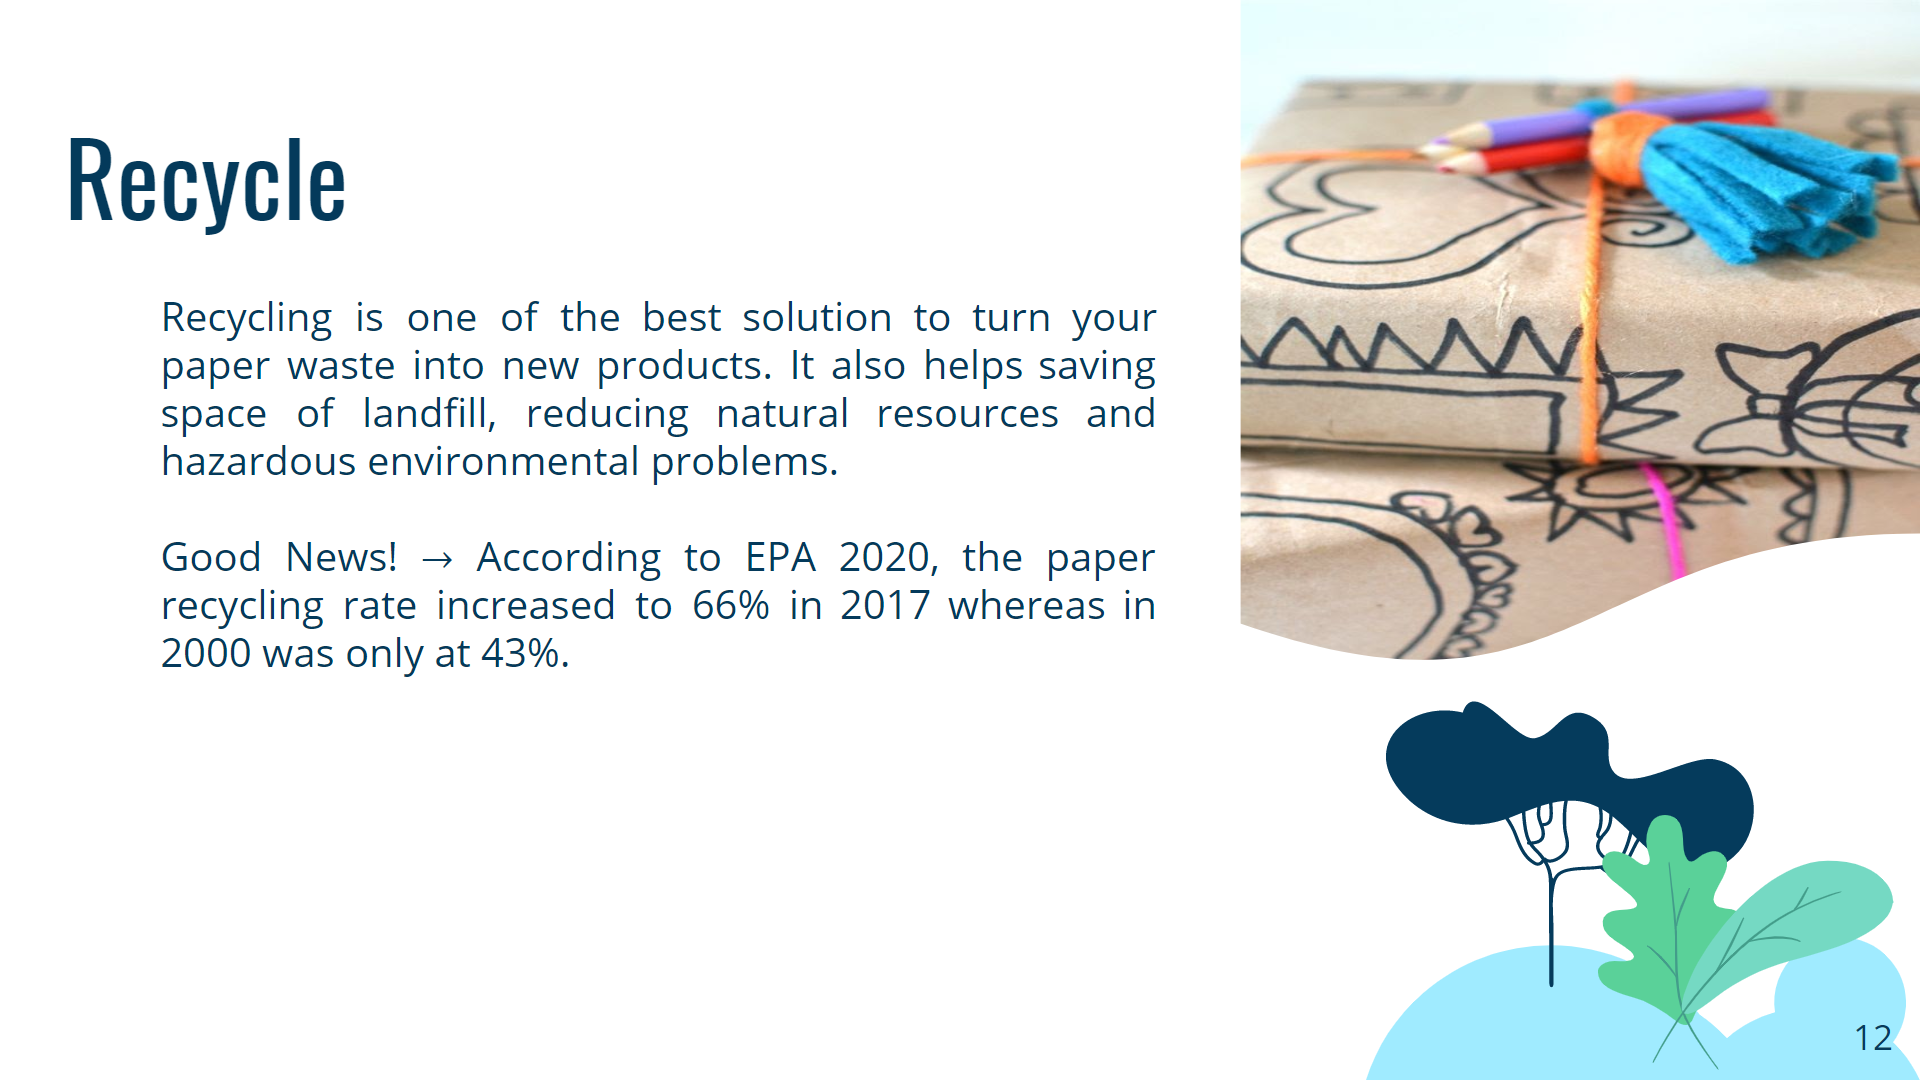 Recycle
Recycling is one of the best solution to turn your
paper waste into new products. It also helps saving
space of landfill, reducing natural resources and
hazardous environmental problems.
Good News! → According to EPA 2020, the paper
recycling rate increased to 66% in 2017 whereas in
2000 was only at 43%.
12